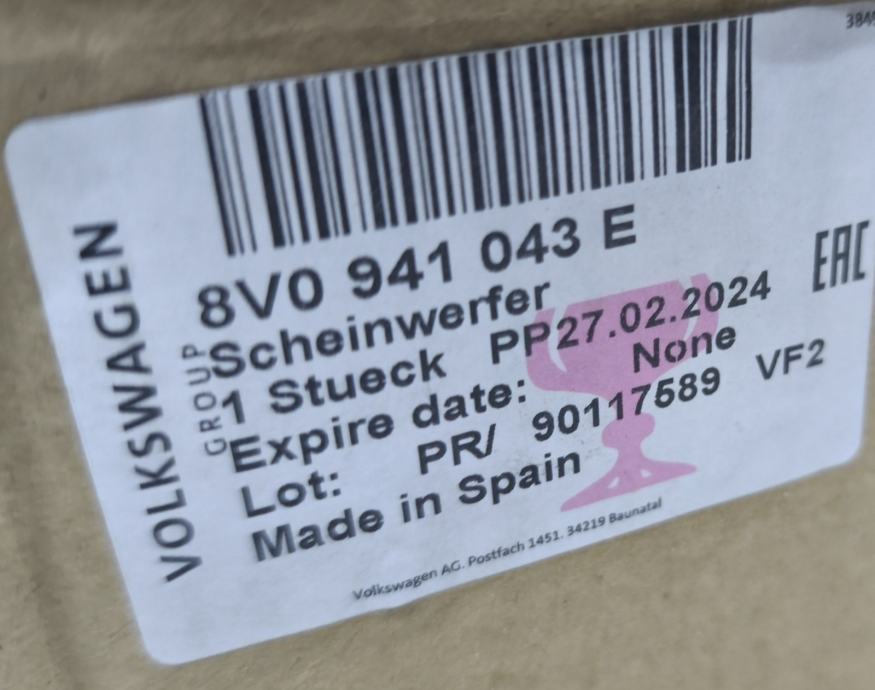 8V0 941 043 E
Scheinwerfer
1 Stueck PP27.02.2024
Expire date: None
Lot: PR/ 90117589 VF2
Made in Spain
Volkswagen AG. Postfach 1451. 34219 Baunatal
VOLKSWAGEN
GROUP
EAC